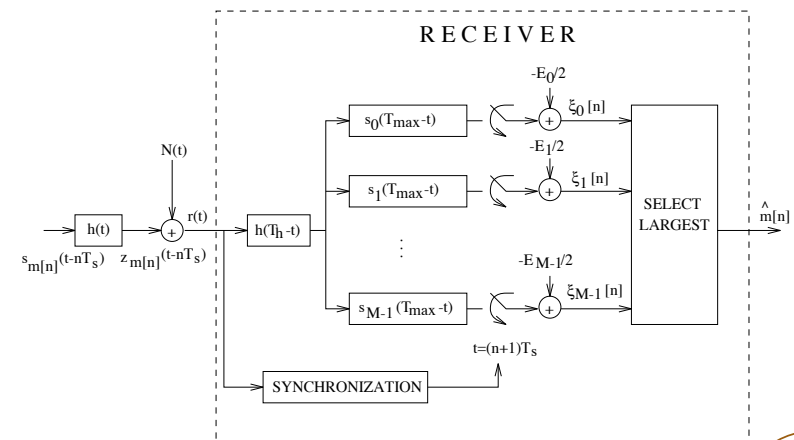 R E C E I V E R
-E0/2
s0(Tmax-t)
+
ξ0 [n]
N(t)
-E1/2
s1(Tmax-t)
+
ξ1 [n]
SELECT
LARGEST
^
m[n]
r(t)
h(t)
+
h(Th-t)
sm[n](t-nTs)
zm[n](t-nTs)
...
-EM-1/2
sM-1(Tmax-t)
+
ξM-1 [n]
t=(n+1)Ts
SYNCHRONIZATION